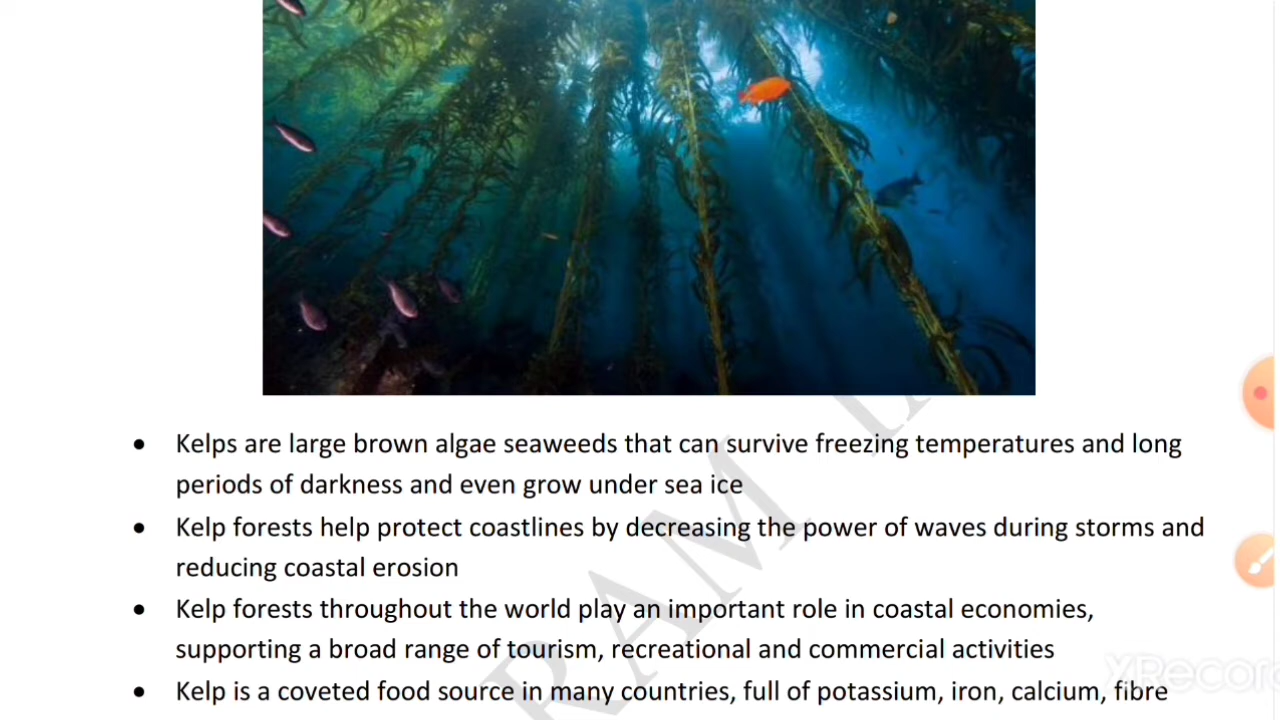 • Kelps are large brown algae seaweeds that can survive freezing temperatures and long
periods of darkness and even grow under sea ice
• Kelp forests help protect coastlines by decreasing the power of waves during storms and
reducing coastal erosion
• Kelp forests throughout the world play an important role in coastal economies,
supporting a broad range of tourism, recreational and commercial activities
XRecor
• Kelp is a coveted food source in many countries, full of potassium, iron, calcium, fibre
RAM